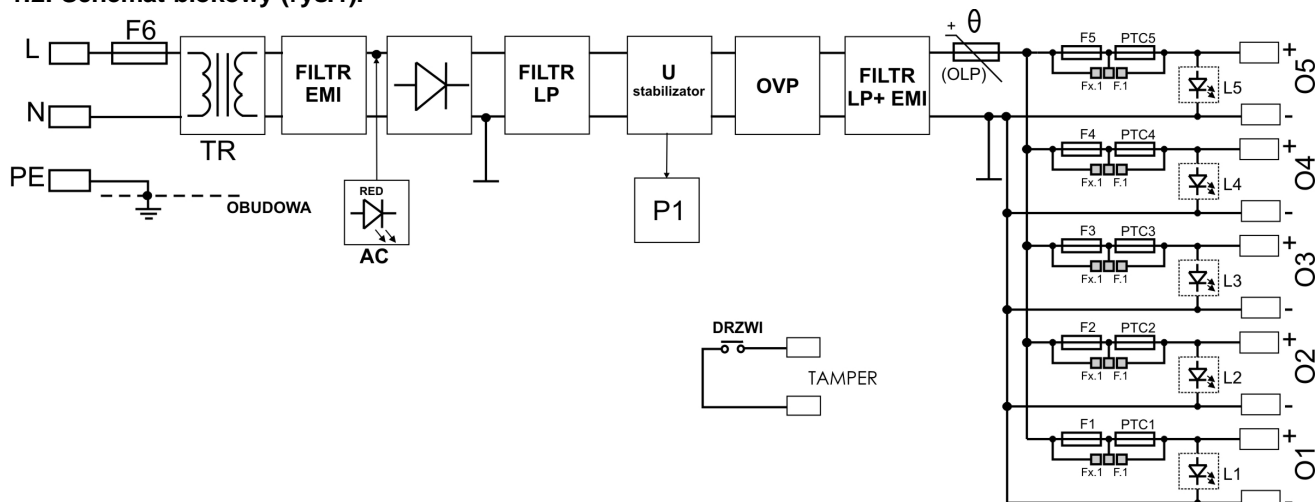 1.2. Schemat blokowy (rys.1).
L
F6
N
PE
TR
OBUDOWA
FILTR
EMI
RED
AC
FILTR
LP
U
stabilizator
P1
OVP
FILTR
LP+ EMI
+ θ
(OLP)
DRZWI
TAMPER
F5 PTC5
Fx.1 F.1
L5
+
-
O5
F4 PTC4
Fx.1 F.1
L4
+
-
O4
F3 PTC3
Fx.1 F.1
L3
+
-
O3
F2 PTC2
Fx.1 F.1
L2
+
-
O2
F1 PTC1
Fx.1 F.1
L1
+
-
O1